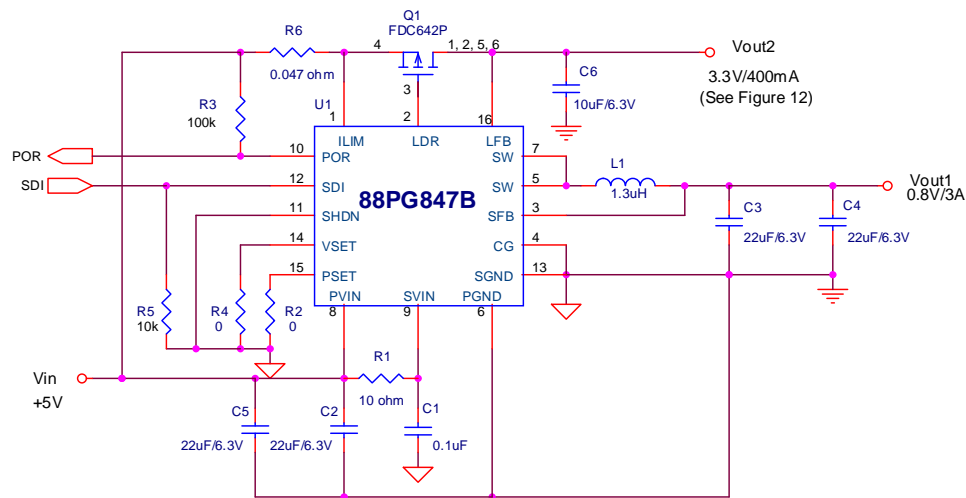 Q1
FDC642P
R6
4
1, 2, 5, 6
Vout2
0.047 ohm
C6
3.3V/400mA
(See Figure 12)
R3
100k
3
10uF/6.3V
U1
1
2
16
ILIM
LDR
LFB
POR
10
POR
SW
7
L1
SDI
12
SDI
SW
5
1.3uH
Vout1
0.8V/3A
88PG847B
11
SHDN
SFB
3
C3
C4
14
VSET
CG
4
22uF/6.3V
22uF/6.3V
15
PSET
SGND
13
PVIN
SVIN
PGND
8
9
6
R5
10k
R4
0
R2
0
R1
Vin
+5V
10 ohm
C5
C2
C1
22uF/6.3V
22uF/6.3V
0.1uF